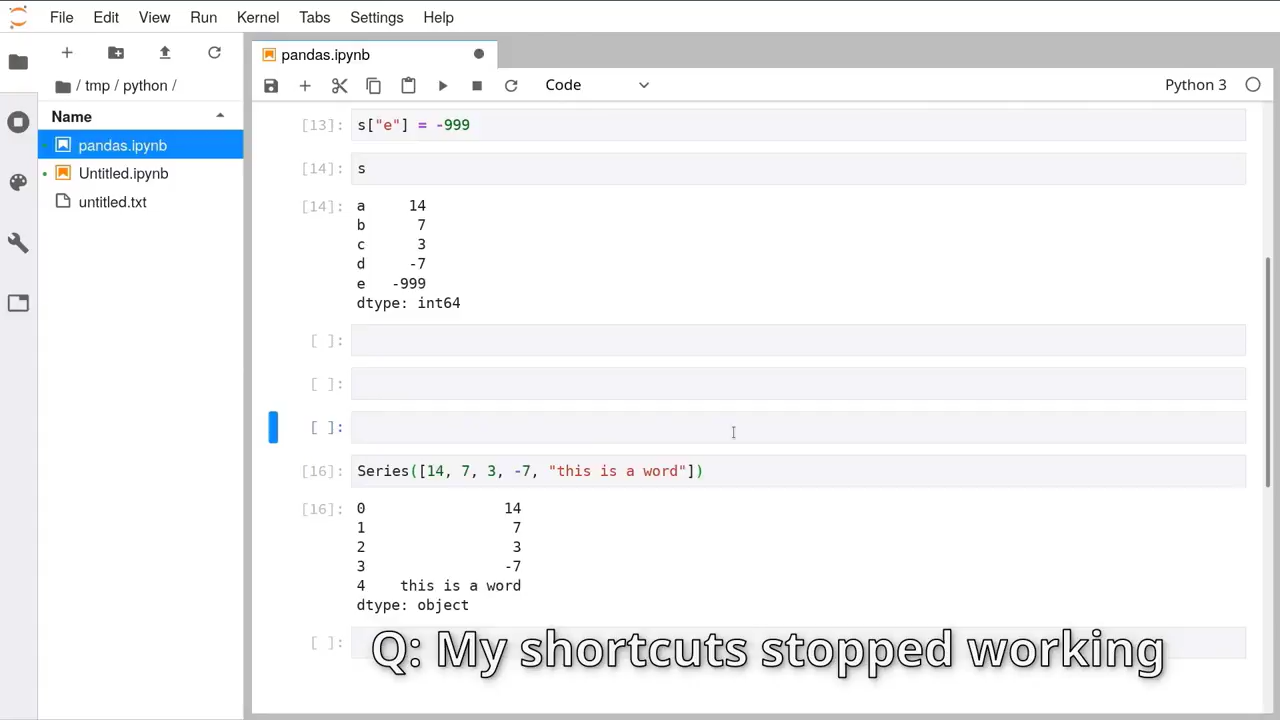 File Edit View Run Kernel Tabs Settings Help
/ tmp / python /
Name
pandas.ipynb
Untitled.ipynb
untitled.txt
pandas.ipynb
Code
Python 3
[13]: s["e"] = -999
[14]: s
[14]: a 14
b 7
c 3
d -7
e -999
dtype: int64
[ ]:
[ ]:
[ ]:
[16]: Series([14, 7, 3, -7, "this is a word"])
[16]: 0 14
1 7
2 3
3 -7
4 this is a word
dtype: object
[ ]:
Q: My shortcuts stopped working